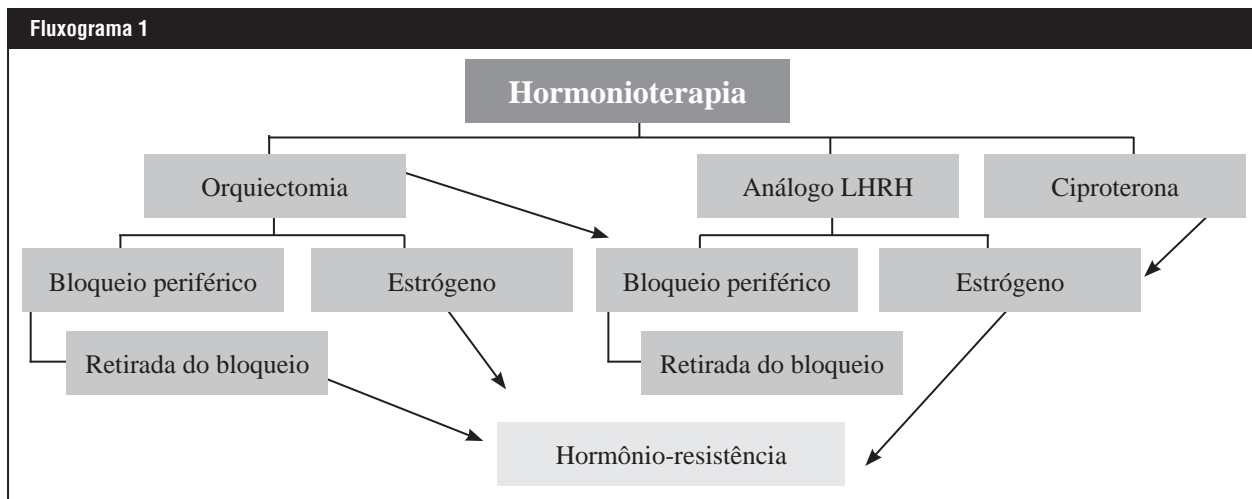 Fluxograma 1
Hormonioterapia
Orquiectomia
Análogo LHRH
Ciproterona
Bloqueio periférico
Estrógeno
Bloqueio periférico
Estrógeno
Retirada do bloqueio
Retirada do bloqueio
Hormônio-resistência